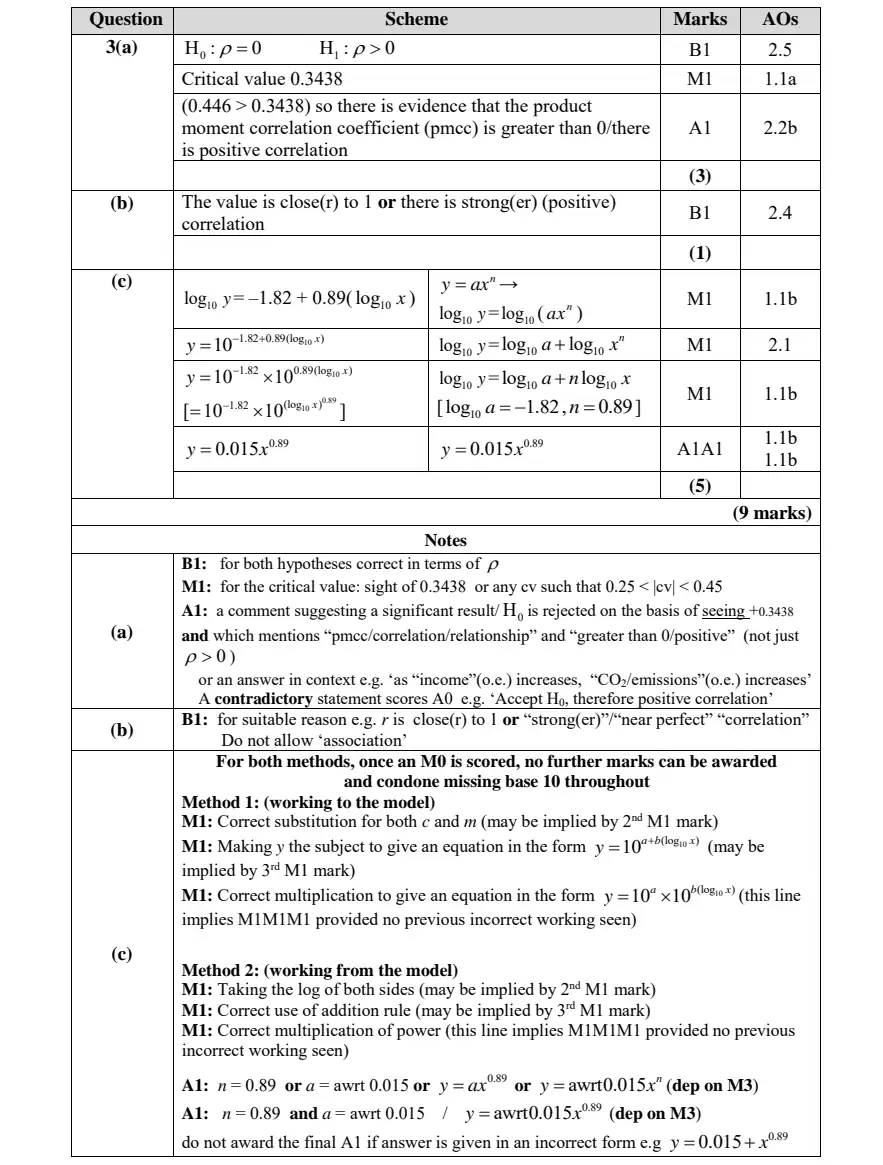 Question Scheme Marks AOs
3(a) H₀ : ρ = 0 H₁ : ρ > 0 B1 2.5
Critical value 0.3438 M1 1.1a
(0.446 > 0.3438) so there is evidence that the product
moment correlation coefficient (pmcc) is greater than 0/there
is positive correlation A1 2.2b
(3)
(b) The value is close(r) to 1 or there is strong(er) (positive)
correlation B1 2.4
(1)
(c) log₁₀ y = –1.82 + 0.89( log₁₀ x ) y = axⁿ →
log₁₀ y = log₁₀ ( axⁿ ) M1 1.1b
y = 10^(−1.82+0.89(log₁₀ x)) log₁₀ y = log₁₀ a + log₁₀ xⁿ M1 2.1
y = 10^(−1.82) × 10^(0.89(log₁₀ x)) log₁₀ y = log₁₀ a + n log₁₀ x M1 1.1b
[= 10^(−1.82) × 10^((log₁₀ x)^0.89) ] [ log₁₀ a = −1.82 , n = 0.89 ]
y = 0.015x^0.89 y = 0.015x^0.89 A1A1 1.1b
1.1b
(5)
(9 marks)
Notes
(a) B1: for both hypotheses correct in terms of ρ
M1: for the critical value: sight of 0.3438 or any cv such that 0.25 < |cv| < 0.45
A1: a comment suggesting a significant result/ H₀ is rejected on the basis of seeing +0.3438
and which mentions “pmcc/correlation/relationship” and “greater than 0/positive” (not just
ρ > 0 )
or an answer in context e.g. ‘as “income”(o.e.) increases, “CO₂/emissions”(o.e.) increases’
A contradictory statement scores A0 e.g. ‘Accept H₀, therefore positive correlation’
(b) B1: for suitable reason e.g. r is close(r) to 1 or “strong(er)”/“near perfect” “correlation”
Do not allow ‘association’
(c) For both methods, once an M0 is scored, no further marks can be awarded
and condone missing base 10 throughout
Method 1: (working to the model)
M1: Correct substitution for both c and m (may be implied by 2nd M1 mark)
M1: Making y the subject to give an equation in the form y = 10^(a+b(log₁₀ x)) (may be
implied by 3rd M1 mark)
M1: Correct multiplication to give an equation in the form y = 10^a × 10^(b(log₁₀ x)) (this line
implies M1M1M1 provided no previous incorrect working seen)
Method 2: (working from the model)
M1: Taking the log of both sides (may be implied by 2nd M1 mark)
M1: Correct use of addition rule (may be implied by 3rd M1 mark)
M1: Correct multiplication of power (this line implies M1M1M1 provided no previous
incorrect working seen)
A1: n = 0.89 or a = awrt 0.015 or y = ax^0.89 or y = awrt0.015xⁿ (dep on M3)
A1: n = 0.89 and a = awrt 0.015 / y = awrt0.015x^0.89 (dep on M3)
do not award the final A1 if answer is given in an incorrect form e.g y = 0.015 + x^0.89